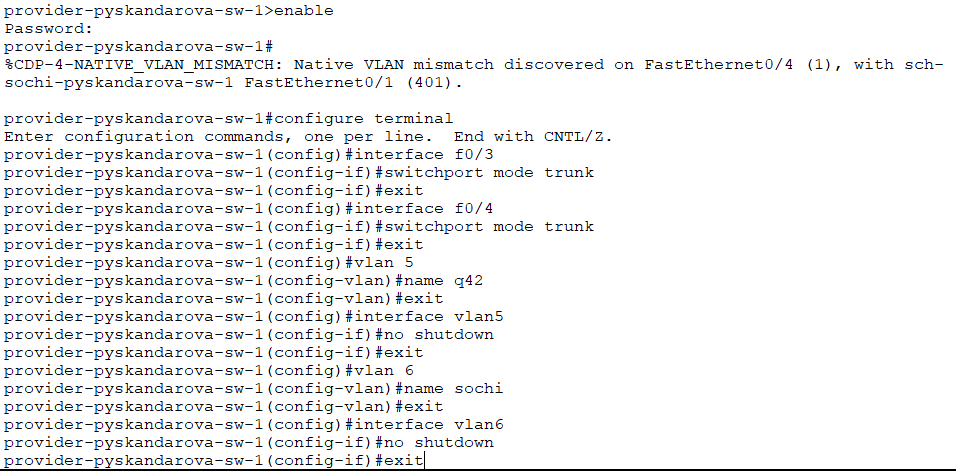 provider-pyskandarova-sw-1>enable
Password:
provider-pyskandarova-sw-1#
%CDP-4-NATIVE_VLAN_MISMATCH: Native VLAN mismatch discovered on FastEthernet0/4 (1), with sch-
sochi-pyskandarova-sw-1 FastEthernet0/1 (401).
provider-pyskandarova-sw-1#configure terminal
Enter configuration commands, one per line.  End with CNTL/Z.
provider-pyskandarova-sw-1(config)#interface f0/3
provider-pyskandarova-sw-1(config-if)#switchport mode trunk
provider-pyskandarova-sw-1(config-if)#exit
provider-pyskandarova-sw-1(config)#interface f0/4
provider-pyskandarova-sw-1(config-if)#switchport mode trunk
provider-pyskandarova-sw-1(config-if)#exit
provider-pyskandarova-sw-1(config)#vlan 5
provider-pyskandarova-sw-1(config-vlan)#name q42
provider-pyskandarova-sw-1(config-vlan)#exit
provider-pyskandarova-sw-1(config)#interface vlan5
provider-pyskandarova-sw-1(config-if)#no shutdown
provider-pyskandarova-sw-1(config-if)#exit
provider-pyskandarova-sw-1(config)#vlan 6
provider-pyskandarova-sw-1(config-vlan)#name sochi
provider-pyskandarova-sw-1(config-vlan)#exit
provider-pyskandarova-sw-1(config)#interface vlan6
provider-pyskandarova-sw-1(config-if)#no shutdown
provider-pyskandarova-sw-1(config-if)#exit